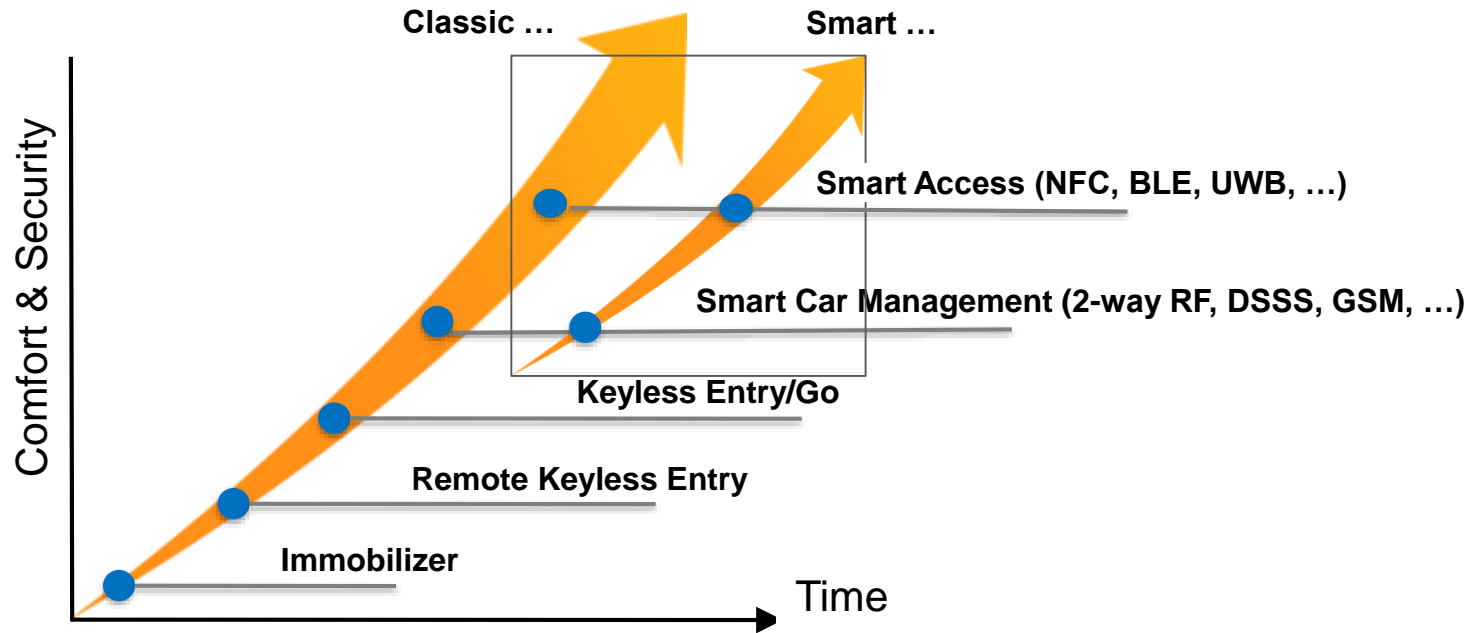 Classic …
Smart …
Comfort & Security
Smart Access (NFC, BLE, UWB, …)
Smart Car Management (2-way RF, DSSS, GSM, …)
Keyless Entry/Go
Remote Keyless Entry
Immobilizer
Time